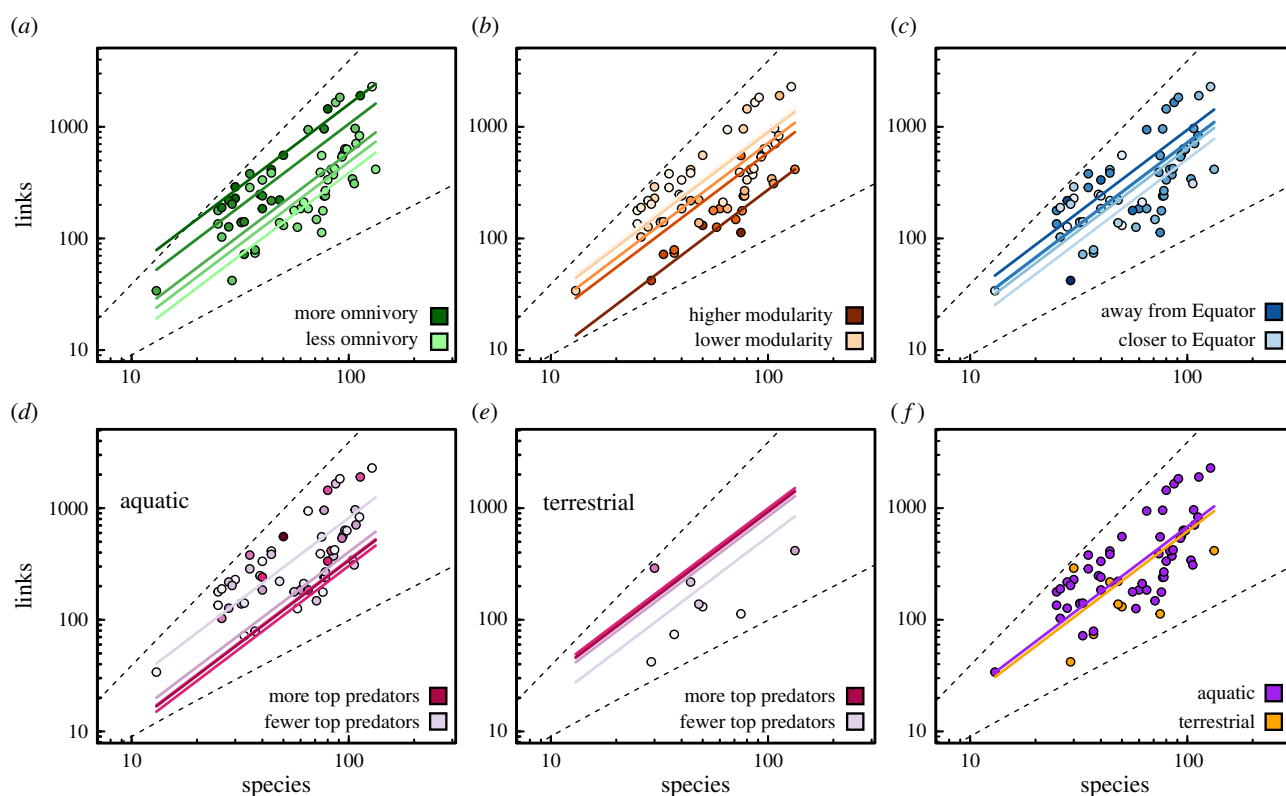 (a)
(b)
(c)
links
1000
100
10
more omnivory
less omnivory
10
100
1000
100
10
higher modularity
lower modularity
10
100
1000
100
10
away from Equator
closer to Equator
10
100
(d)
(e)
(f)
links
aquatic
1000
100
10
more top predators
fewer top predators
10
100
species
terrestrial
1000
100
10
more top predators
fewer top predators
10
100
species
1000
100
10
aquatic
terrestrial
10
100
species